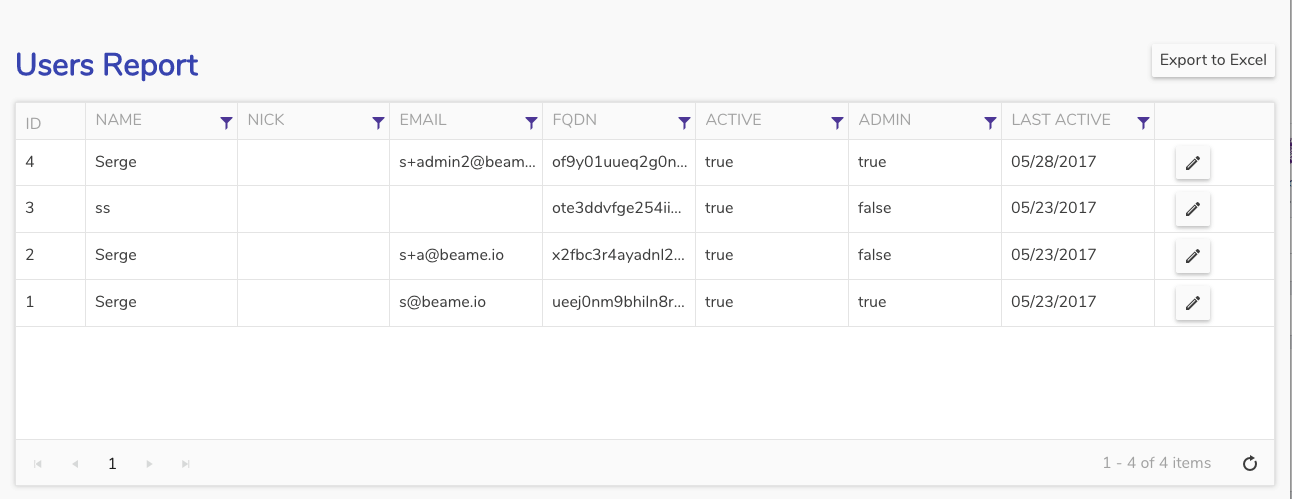 Users Report
Export to Excel
ID NAME NICK EMAIL FQDN ACTIVE ADMIN LAST ACTIVE
4 Serge s+admin2@beam... of9y01uueq2g0n... true true 05/28/2017
3 ss ote3ddvfge254ii... true false 05/23/2017
2 Serge s+a@beame.io x2fbc3r4ayadnl2... true false 05/23/2017
1 Serge s@beame.io ueej0nm9bhiln8r... true true 05/23/2017
1 1 - 4 of 4 items